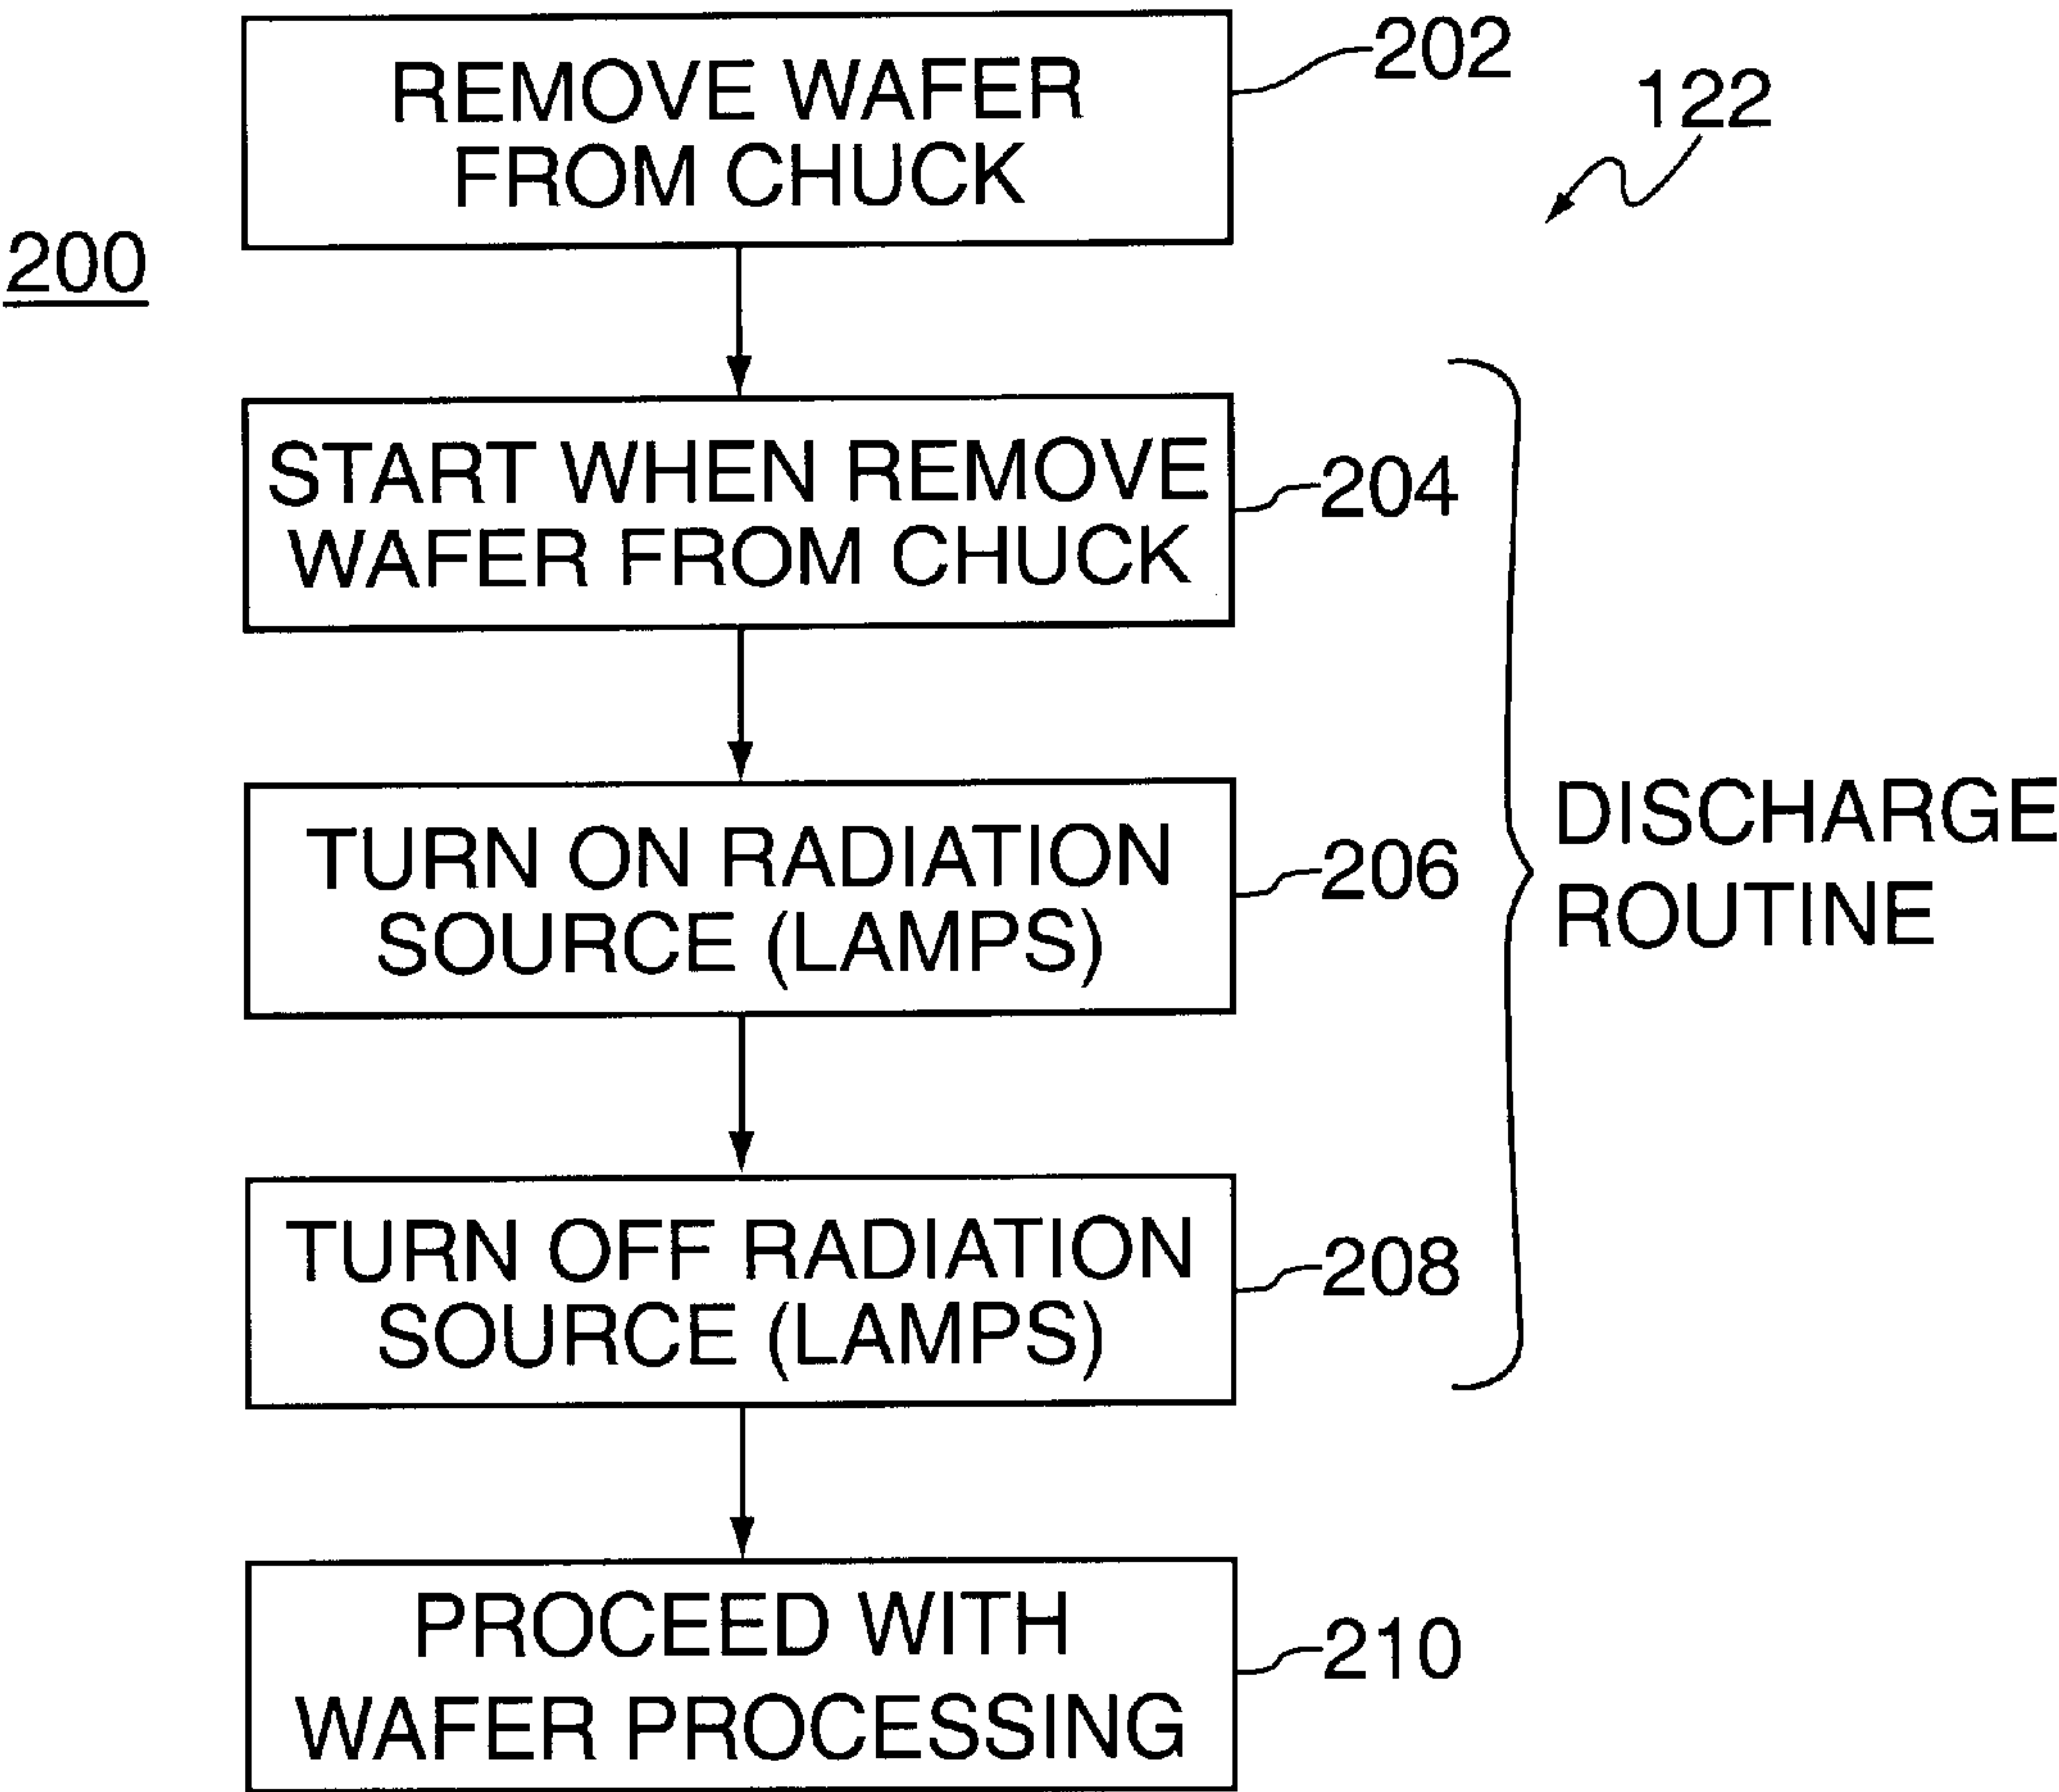 REMOVE WAFER
FROM CHUCK
202
122
200
START WHEN REMOVE
WAFER FROM CHUCK
204
TURN ON RADIATION
SOURCE (LAMPS)
206
DISCHARGE
ROUTINE
TURN OFF RADIATION
SOURCE (LAMPS)
208
PROCEED WITH
WAFER PROCESSING
210